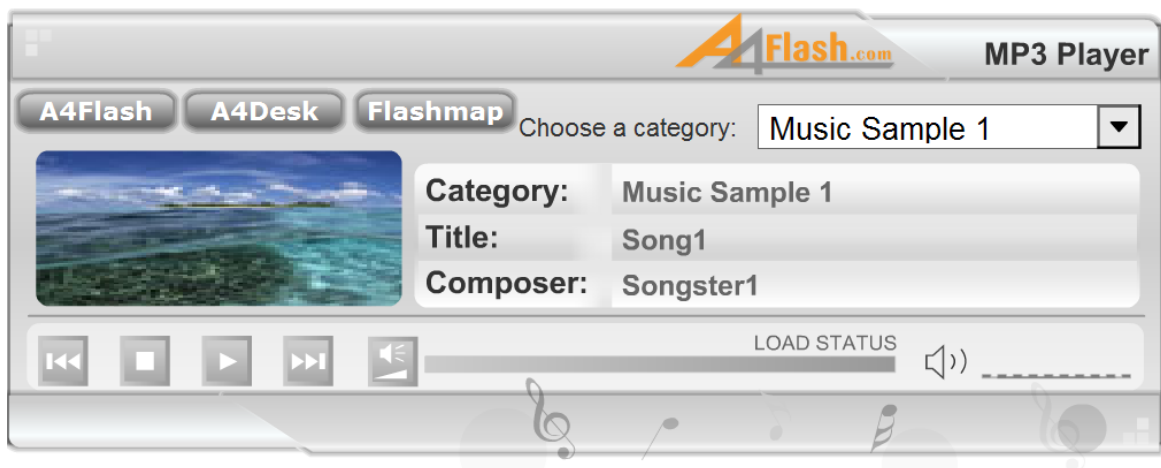 A4Flash.com
MP3 Player
A4Flash A4Desk Flashmap
Choose a category: Music Sample 1
Category: Music Sample 1
Title: Song1
Composer: Songster1
LOAD STATUS